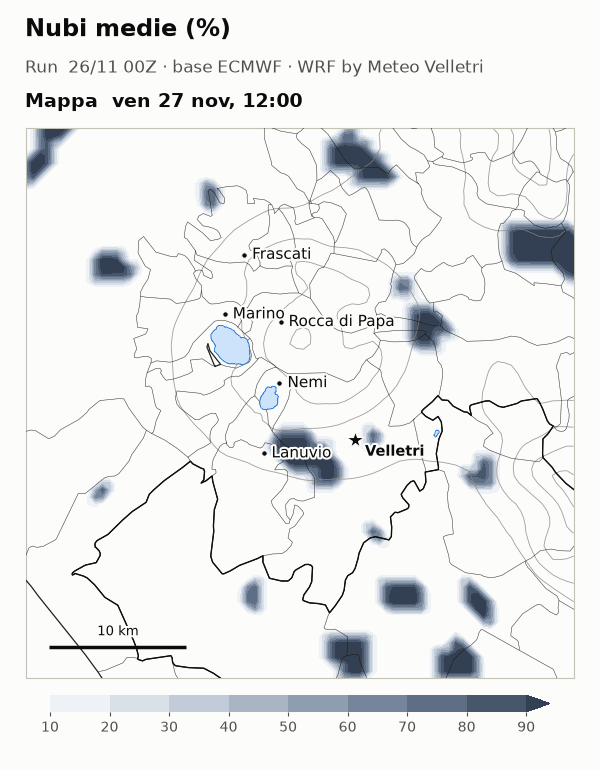 Nubi medie (%)
Run  26/11 00Z · base ECMWF · WRF by Meteo Velletri
Mappa  ven 27 nov, 12:00
Frascati
Marino
Rocca di Papa
Nemi
Velletri
Lanuvio
10 km
10 20 30 40 50 60 70 80 90